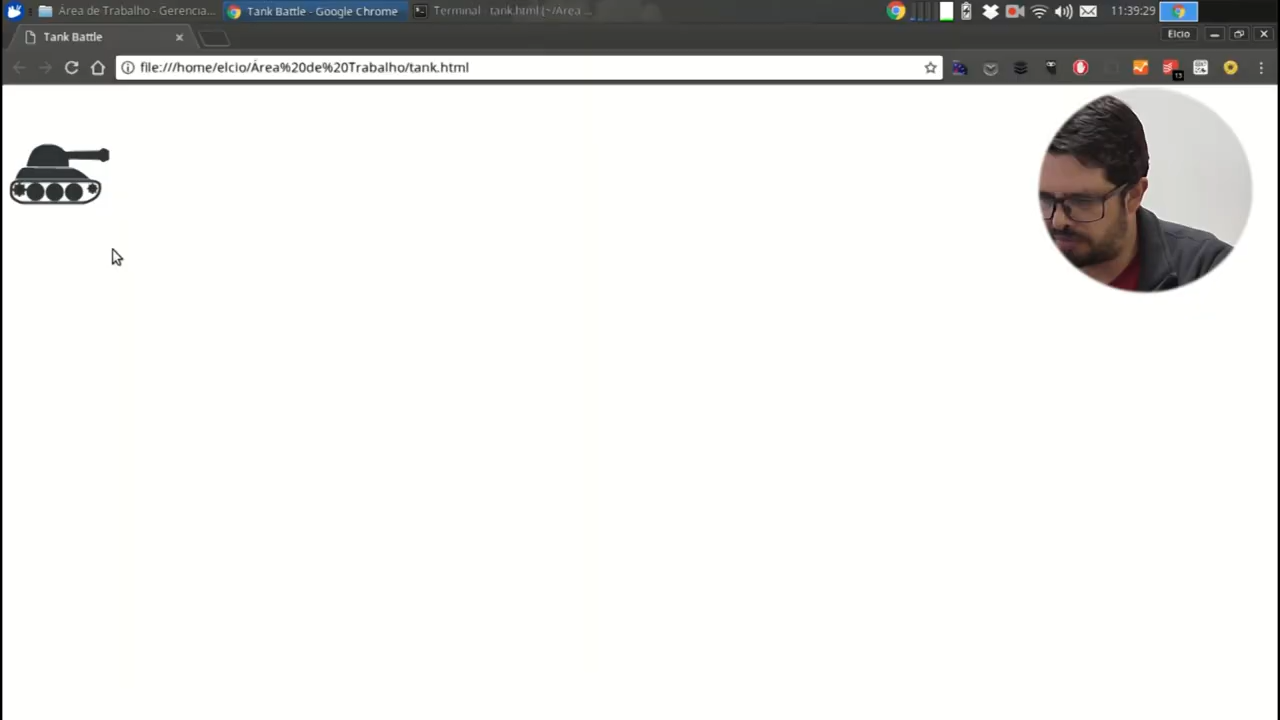 Área de Trabalho - Gerencia...
Tank Battle - Google Chrome
Terminal - tank.html (~/Área ...
11:39:29
Tank Battle
Elcio
file:///home/elcio/Área%20de%20Trabalho/tank.html
13